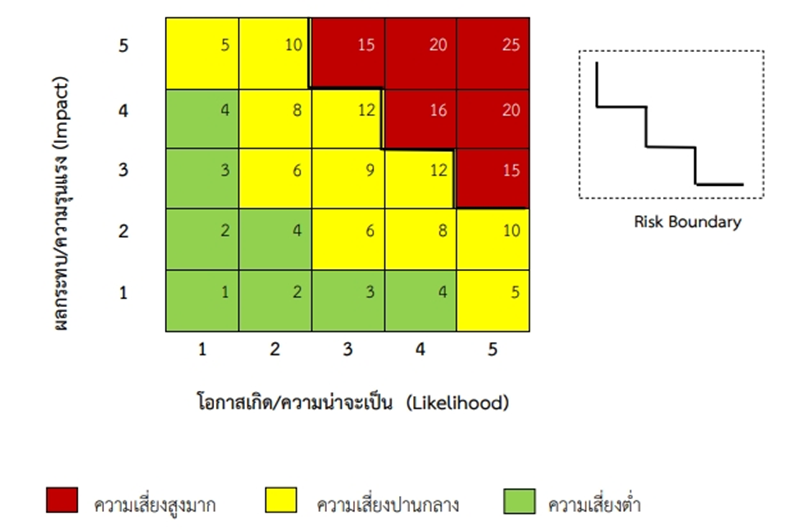 5 5 10 15 20 25
4 4 8 12 16 20
3 3 6 9 12 15
2 2 4 6 8 10
1 1 2 3 4 5
1 2 3 4 5
ผลกระทบ/ความรุนแรง (Impact)
โอกาสเกิด/ความน่าจะเป็น (Likelihood)
Risk Boundary
ความเสี่ยงสูงมาก ความเสี่ยงปานกลาง ความเสี่ยงต่ำ